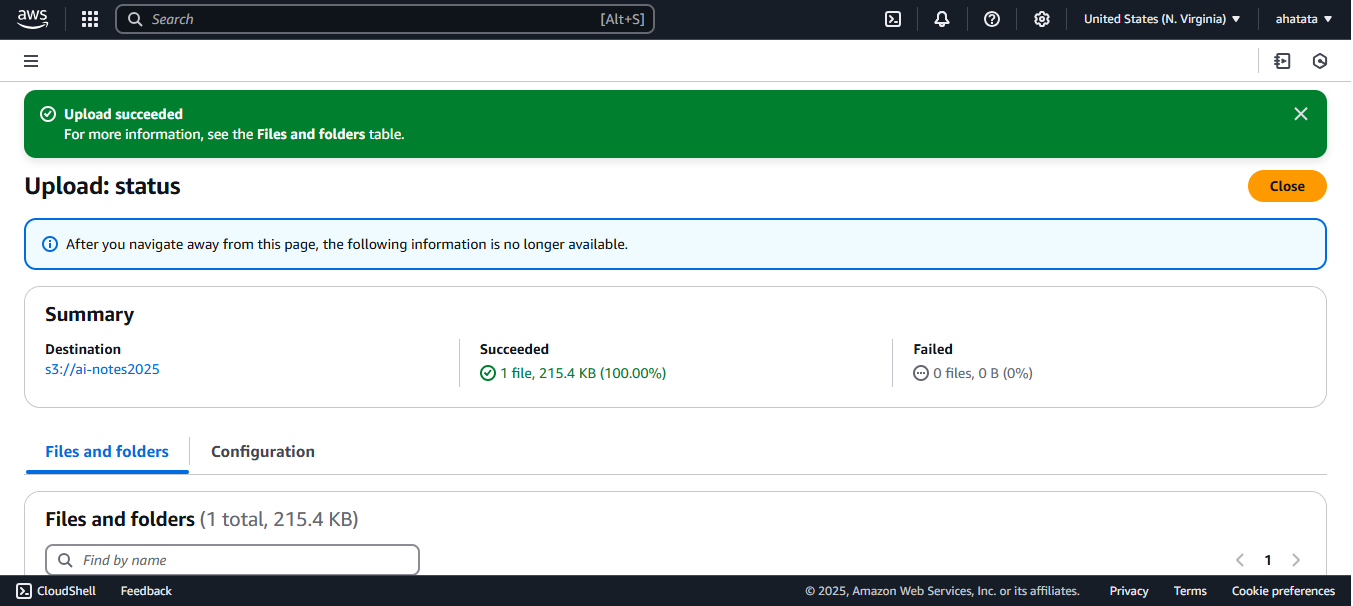 aws
Search [Alt+S]
United States (N. Virginia) ▼
ahatata ▼
Upload succeeded
For more information, see the Files and folders table.
Upload: status
Close
After you navigate away from this page, the following information is no longer available.
Summary
Destination
s3://ai-notes2025
Succeeded
1 file, 215.4 KB (100.00%)
Failed
0 files, 0 B (0%)
Files and folders
Configuration
Files and folders (1 total, 215.4 KB)
Find by name
1
CloudShell
Feedback
© 2025, Amazon Web Services, Inc. or its affiliates.
Privacy
Terms
Cookie preferences